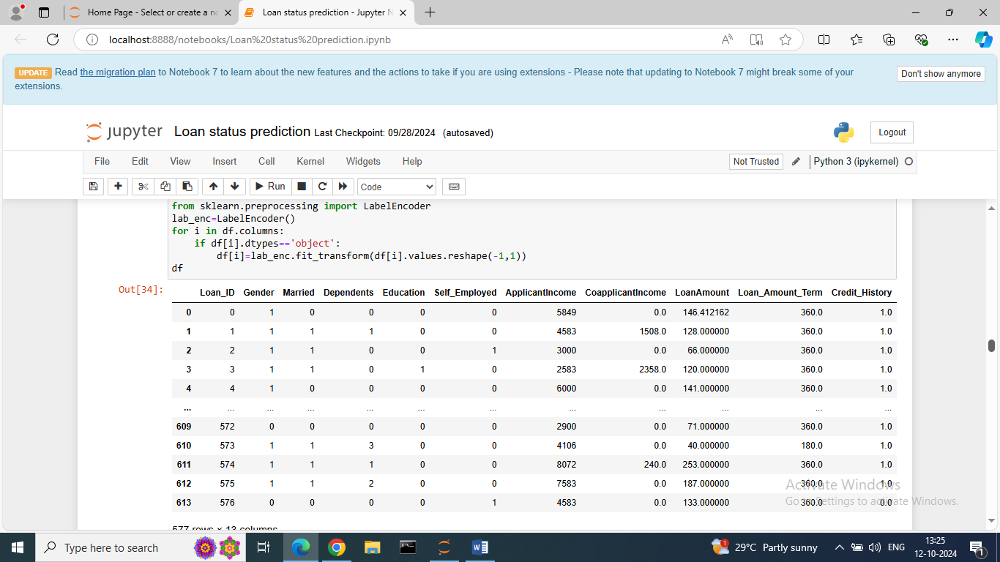 Home Page - Select or create a no
Loan status prediction - Jupyter N
localhost:8888/notebooks/Loan%20status%20prediction.ipynb
UPDATE Read the migration plan to Notebook 7 to learn about the new features and the actions to take if you are using extensions - Please note that updating to Notebook 7 might break some of your
extensions.
Don't show anymore
jupyter Loan status prediction Last Checkpoint: 09/28/2024 (autosaved)
Logout
File Edit View Insert Cell Kernel Widgets Help
Not Trusted Python 3 (ipykernel)
Run Code
from sklearn.preprocessing import LabelEncoder
lab_enc=LabelEncoder()
for i in df.columns:
    if df[i].dtypes=='object':
        df[i]=lab_enc.fit_transform(df[i].values.reshape(-1,1))
df
Out[34]:
Loan_ID Gender Married Dependents Education Self_Employed ApplicantIncome CoapplicantIncome LoanAmount Loan_Amount_Term Credit_History
0 0 1 0 0 0 0 5849 0.0 146.412162 360.0 1.0
1 1 1 1 1 0 0 4583 1508.0 128.000000 360.0 1.0
2 2 1 1 0 0 1 3000 0.0 66.000000 360.0 1.0
3 3 1 1 0 1 0 2583 2358.0 120.000000 360.0 1.0
4 4 1 0 0 0 0 6000 0.0 141.000000 360.0 1.0
... ... ... ... ... ... ... ... ... ... ... ...
609 572 0 0 0 0 0 2900 0.0 71.000000 360.0 1.0
610 573 1 1 3 0 0 4106 0.0 40.000000 180.0 1.0
611 574 1 1 1 0 0 8072 240.0 253.000000 360.0 1.0
612 575 1 1 2 0 0 7583 0.0 187.000000 360.0 1.0
613 576 0 0 0 0 1 4583 0.0 133.000000 360.0 0.0
Activate Windows
Go to Settings to activate Windows.
577 rows × 13 columns
Type here to search
1
29°C Partly sunny
ENG
13:25
12-10-2024
1